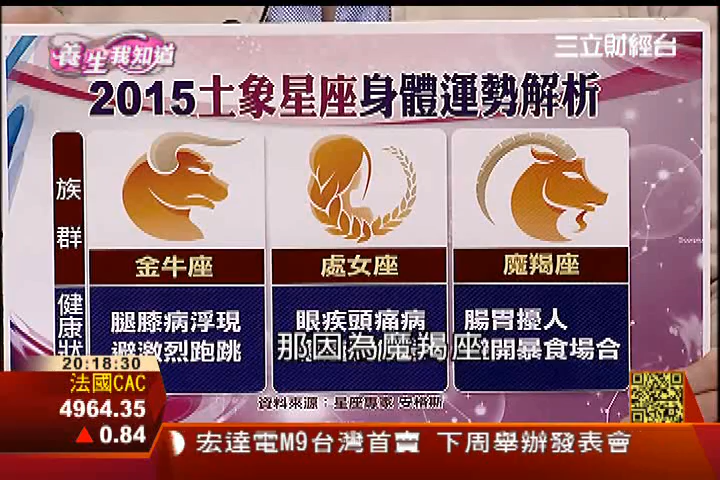 養生我知道
三立財經台
2015土象星座身體運勢解析
族群
金牛座
處女座
魔羯座
健康狀
腿膝病浮現
避激烈跑跳
眼疾頭痛病
腸胃擾人
開暴食場合
那因為魔羯座
資料來源：星座專家 安格斯
20:18:30
法國CAC
4964.35
▲0.84
宏達電M9台灣首賣 下周舉辦發表會